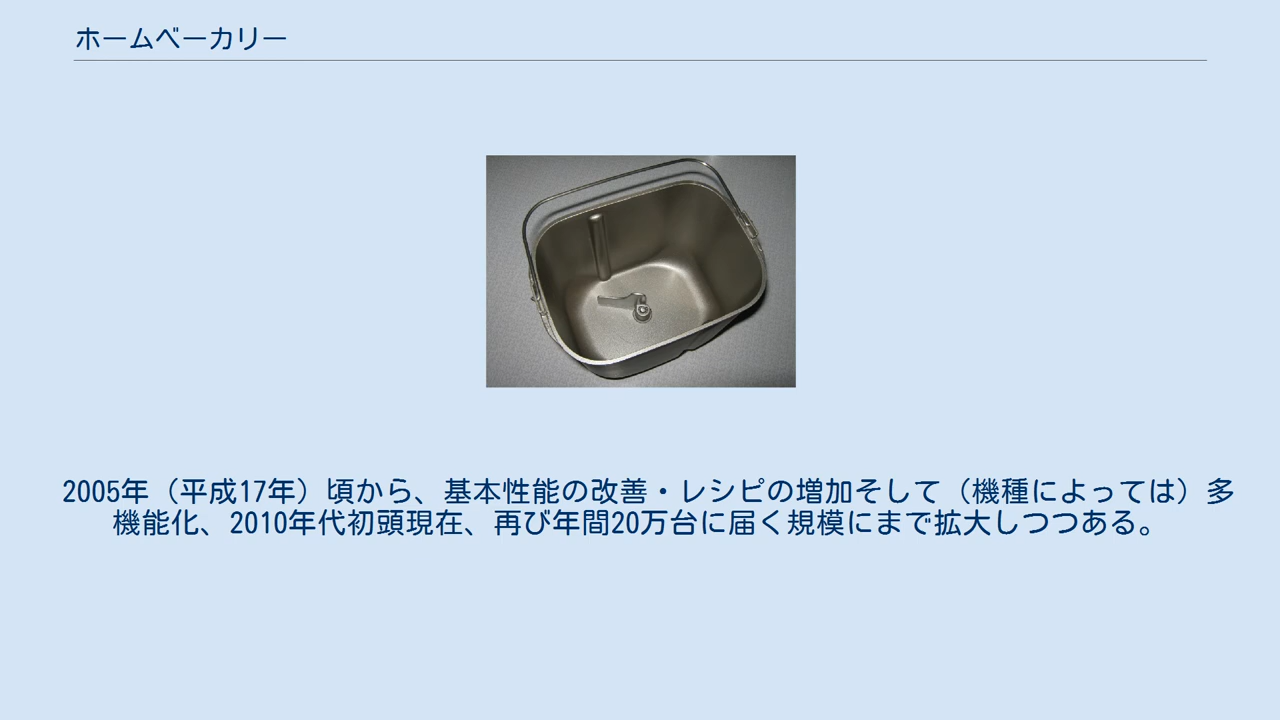 ホームベーカリー
2005年（平成17年）頃から、基本性能の改善・レシピの増加そして（機種によっては）多
機能化、2010年代初頭現在、再び年間20万台に届く規模にまで拡大しつつある。